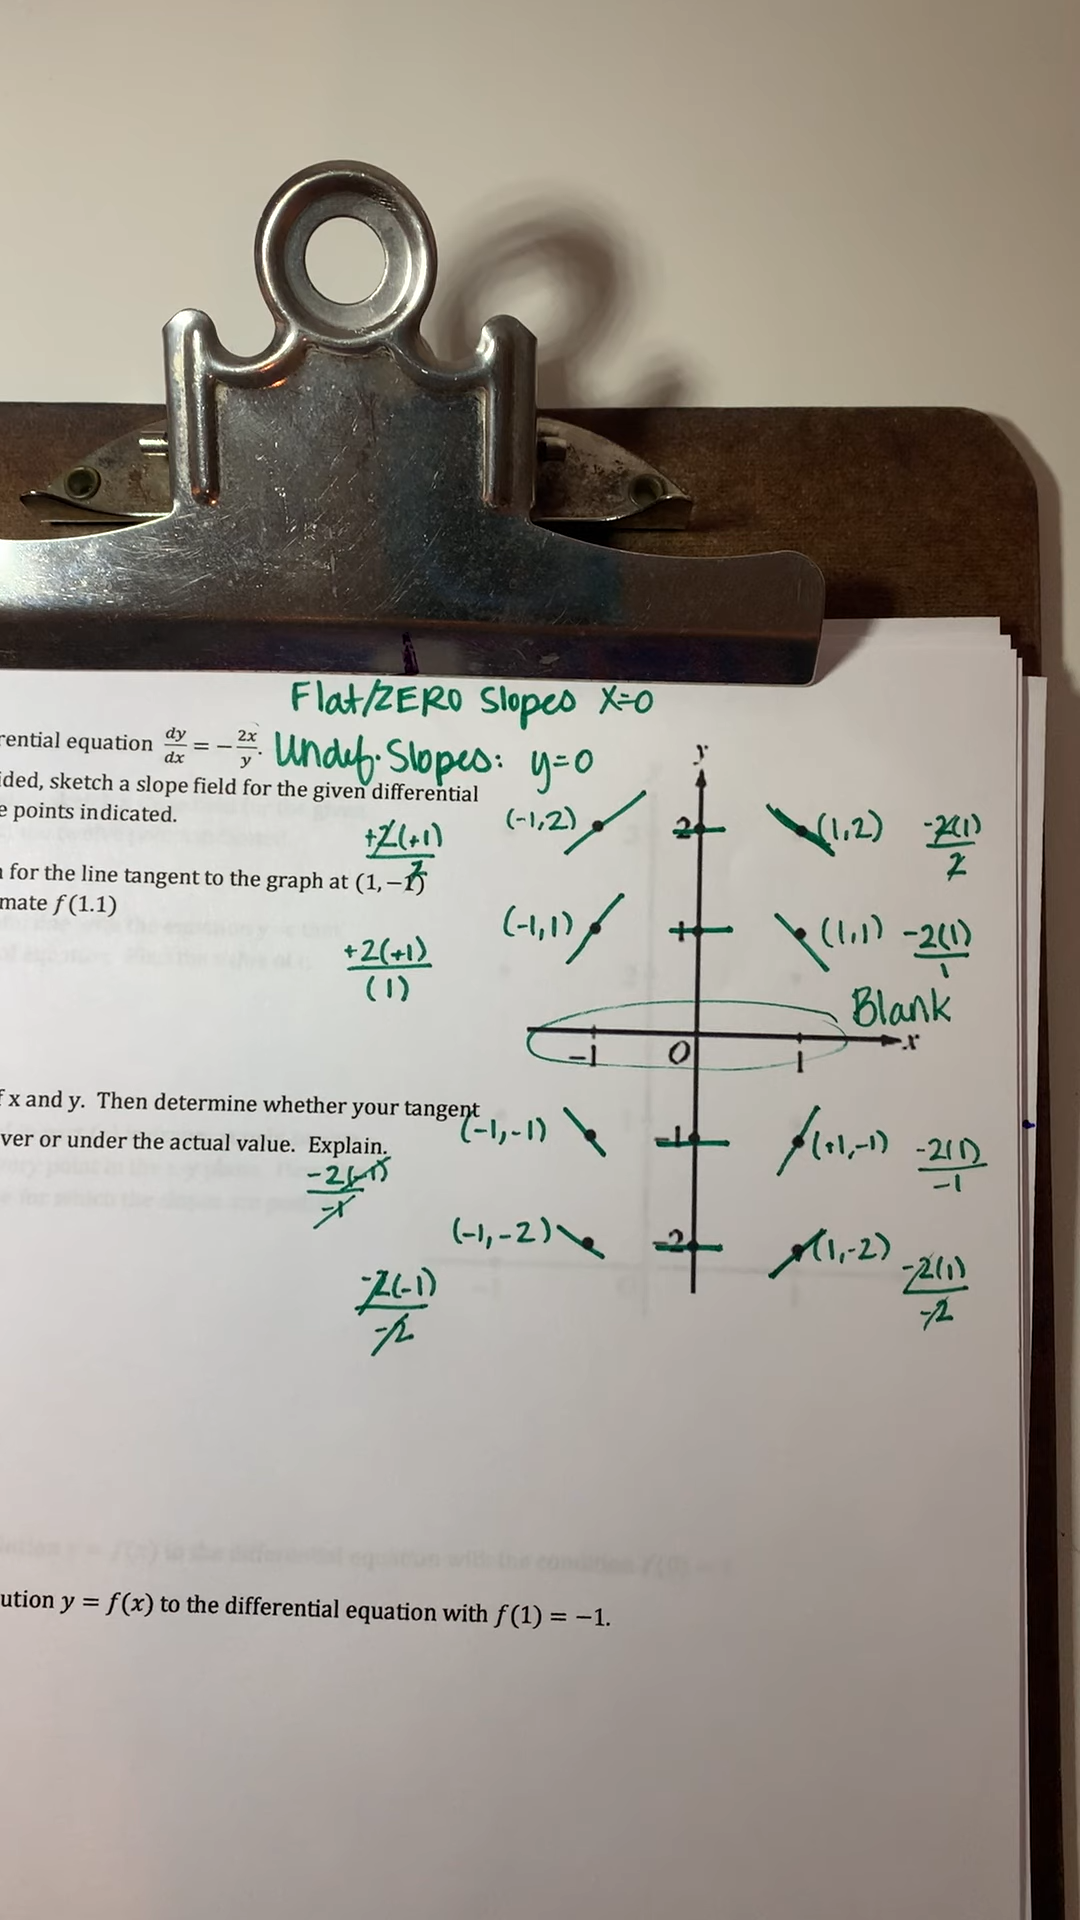 Flat/ZERO Slopes x=0
rential equation dy/dx = − 2x/y. Undef. Slopes: y=0
ided, sketch a slope field for the given differential
e points indicated.
for the line tangent to the graph at (1, −1)
mate f(1.1)
f x and y. Then determine whether your tangent
ver or under the actual value. Explain.
+2(+1)/2
+2(+1)/(1)
-2(-1)/-1
-2(-1)/-2
y
(-1,2) 2 (1,2) -2(1)/2
(-1,1) (1,1) -2(1)/1
Blank
-1 0 1 x
(-1,-1) -1 (+1,-1) -2(1)/-1
(-1,-2) -2 (1,-2) -2(1)/-2
ution y = f(x) to the differential equation with f(1) = −1.